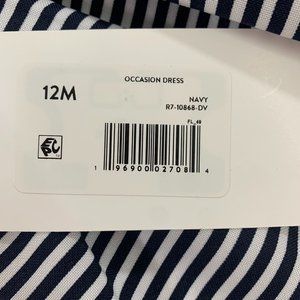 OCCASION DRESS
12M
NAVY
R7-10868-DV
FL_48
1 96900 02708 4